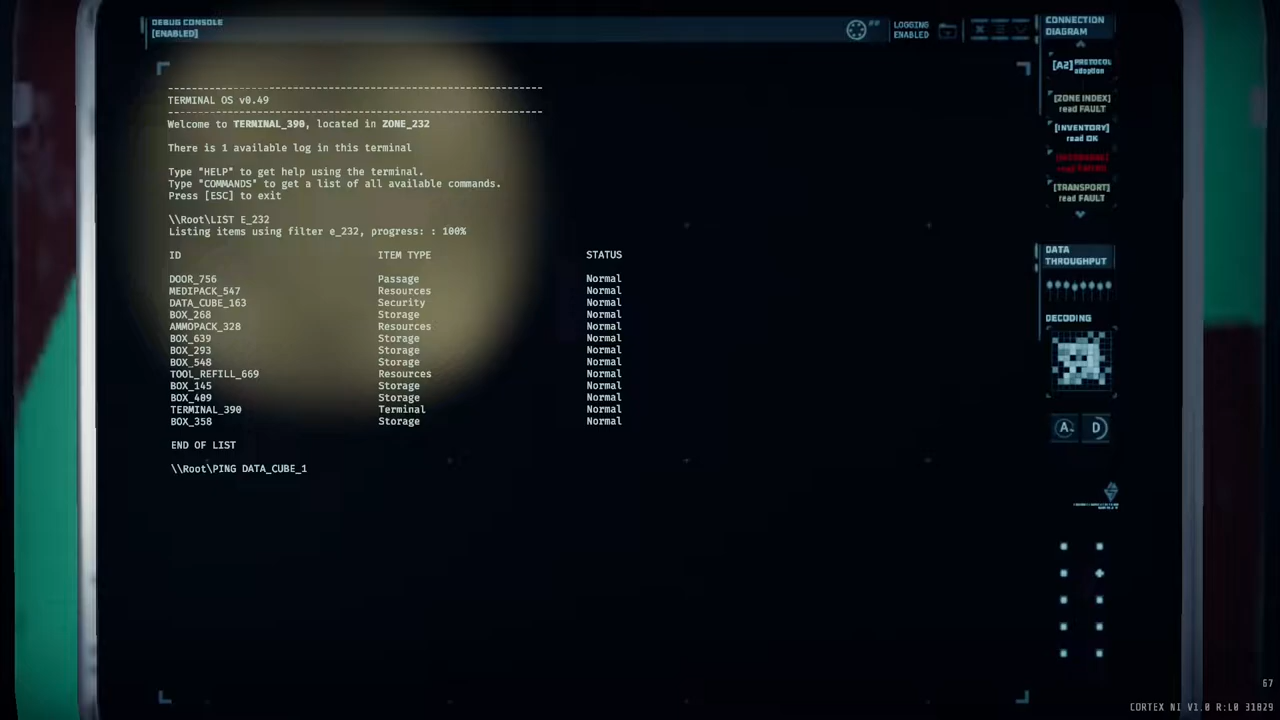 DEBUG CONSOLE
[ENABLED]
LOGGING
ENABLED
--------------------------------------------------------------
TERMINAL OS v0.49
--------------------------------------------------------------
Welcome to TERMINAL_390, located in ZONE_232
There is 1 available log in this terminal
Type "HELP" to get help using the terminal.
Type "COMMANDS" to get a list of all available commands.
Press [ESC] to exit
\\Root\LIST E_232
Listing items using filter e_232, progress: : 100%
ID ITEM TYPE STATUS
DOOR_756 Passage Normal
MEDIPACK_547 Resources Normal
DATA_CUBE_163 Security Normal
BOX_268 Storage Normal
AMMOPACK_328 Resources Normal
BOX_639 Storage Normal
BOX_293 Storage Normal
BOX_548 Storage Normal
TOOL_REFILL_669 Resources Normal
BOX_145 Storage Normal
BOX_409 Storage Normal
TERMINAL_390 Terminal Normal
BOX_358 Storage Normal
END OF LIST
\\Root\PING DATA_CUBE_1
CONNECTION
DIAGRAM
[A2] PROTOCOL
adoption
[ZONE INDEX]
read FAULT
[INVENTORY]
read OK
[TRANSPORT]
read FAULT
DATA
THROUGHPUT
DECODING
A
D
67
CORTEX NI V1.0 R:L0 31829